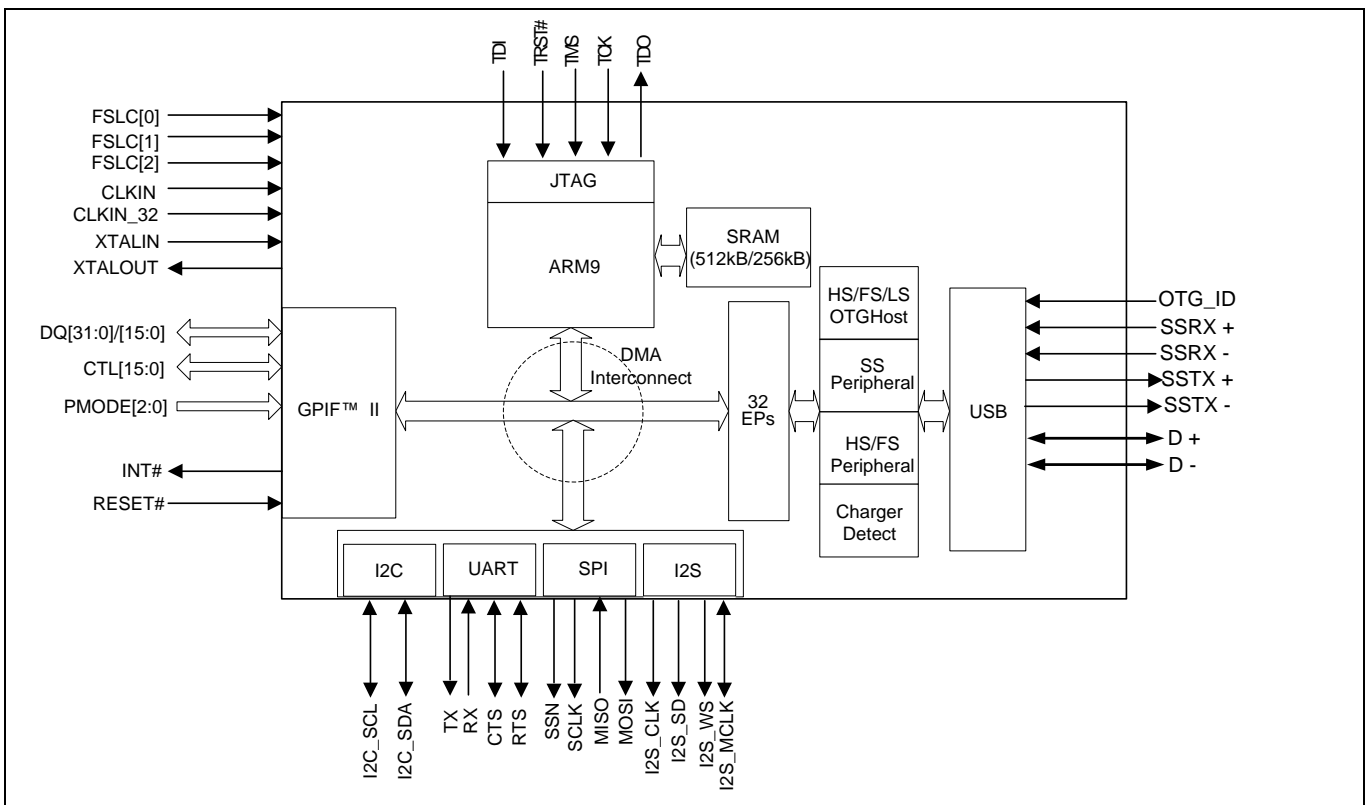 TDI
TRST#
TMS
TCK
TDO
FSLC[0]
FSLC[1]
FSLC[2]
CLKIN
CLKIN_32
XTALIN
XTALOUT
DQ[31:0]/[15:0]
CTL[15:0]
PMODE[2:0]
INT#
RESET#
JTAG
ARM9
SRAM
(512kB/256kB)
GPIF™ II
DMA
Interconnect
32
EPs
HS/FS/LS
OTGHost
SS
Peripheral
HS/FS
Peripheral
Charger
Detect
USB
OTG_ID
SSRX +
SSRX -
SSTX +
SSTX -
D +
D -
I2C
UART
SPI
I2S
I2C_SCL
I2C_SDA
TX
RX
CTS
RTS
SSN
SCLK
MISO
MOSI
I2S_CLK
I2S_SD
I2S_WS
I2S_MCLK